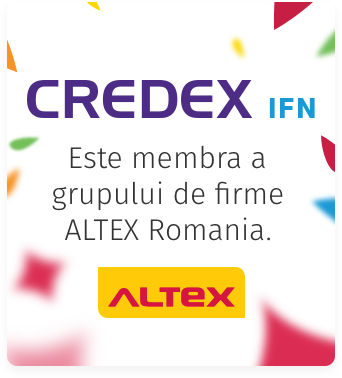 CREDEX IFN
Este membra a
grupului de firme
ALTEX Romania.
ALTEX